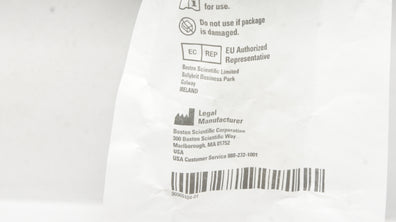 for use.
Do not use if package
is damaged.
EC REP
EU Authorized
Representative
Boston Scientific Limited
Ballybrit Business Park
Galway
IRELAND
Legal
Manufacturer
Boston Scientific Corporation
300 Boston Scientific Way
Marlborough, MA 01752
USA
USA Customer Service 888-272-1001